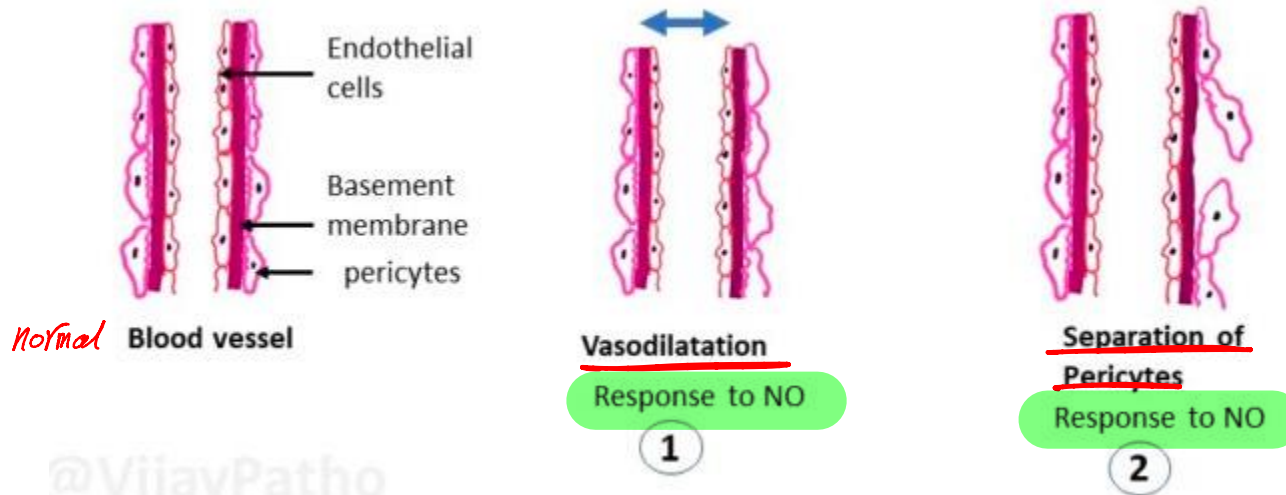 Endothelial
cells
Basement
membrane
pericytes
normal Blood vessel
Vasodilatation
Response to NO
1
Separation of
Pericytes
Response to NO
2
@VijayPatho